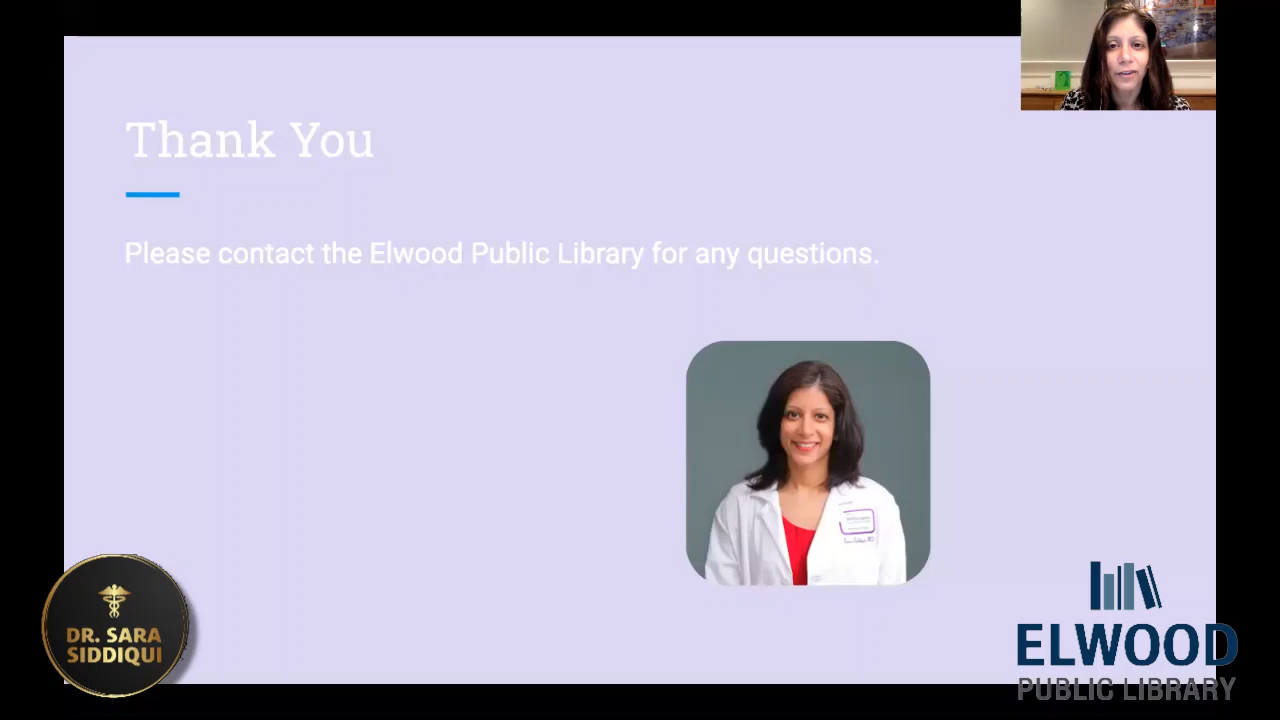 Thank You
Please contact the Elwood Public Library for any questions.
DR. SARA
SIDDIQUI
ELWOOD
PUBLIC LIBRARY